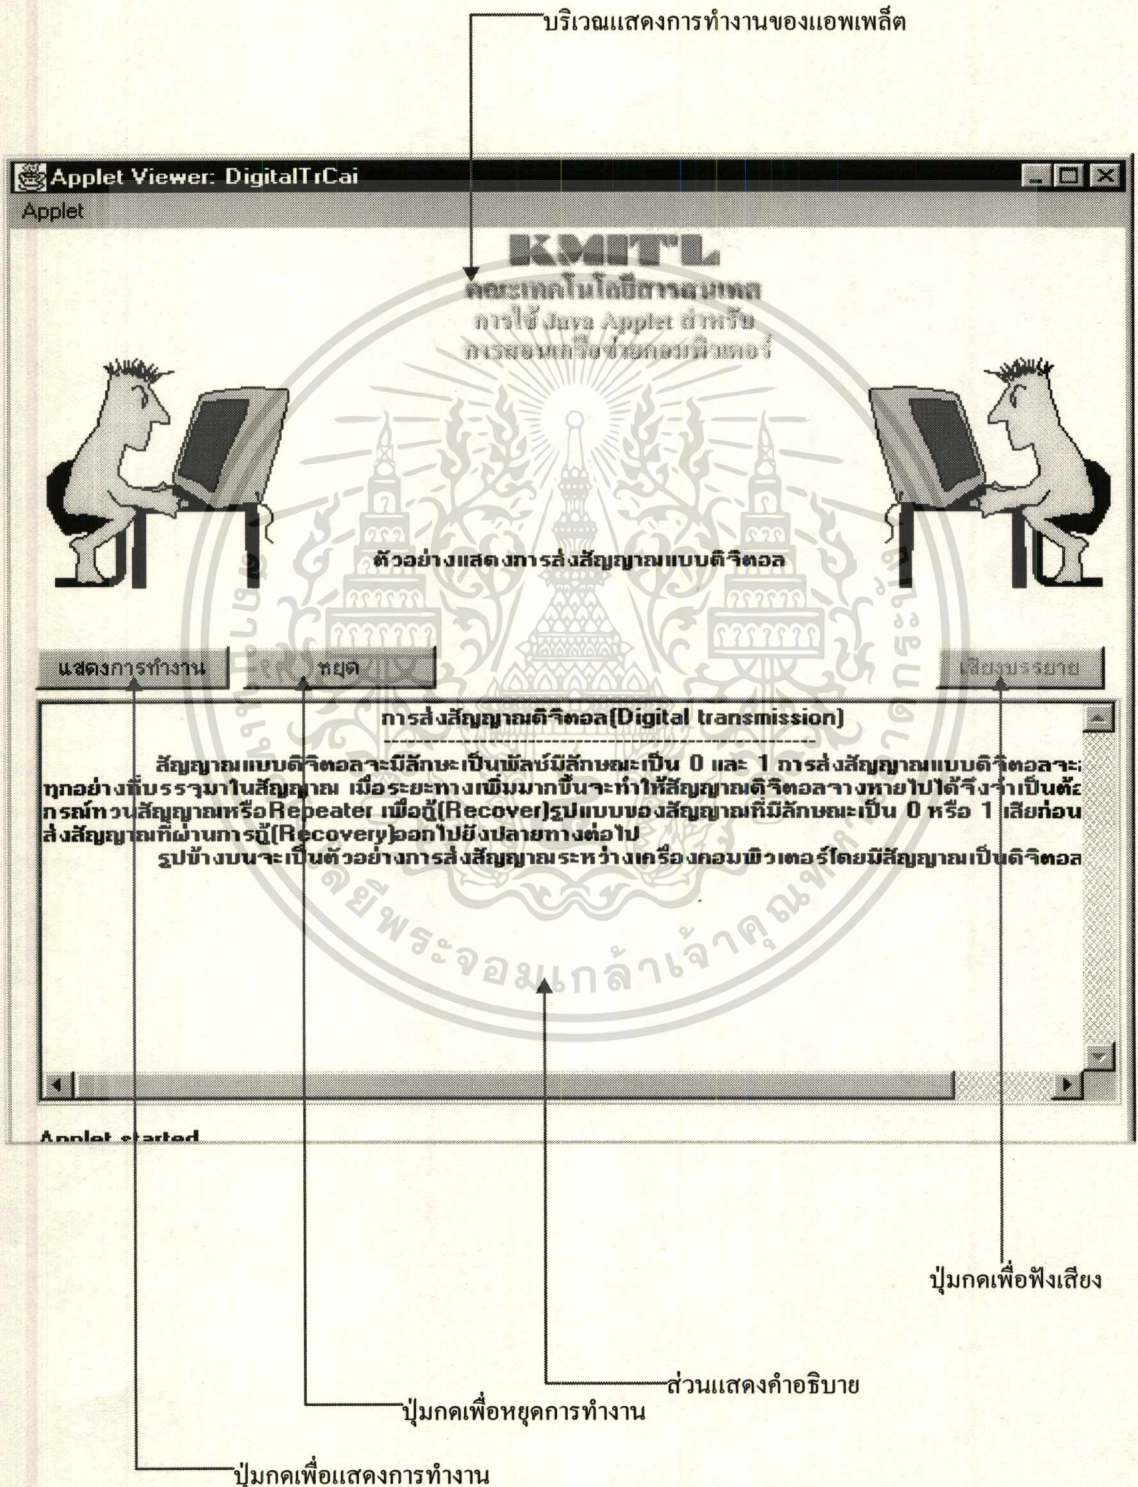 บริเวณแสดงการทำงานของแอพเพล็ต
Applet Viewer: DigitalTrCai
Applet
KMITL
คณะเทคโนโลยีสารสนเทศ
การใช้ Java Applet สำหรับ
การสอนเครือข่ายคอมพิวเตอร์
ตัวอย่างแสดงการส่งสัญญาณแบบดิจิตอล
แสดงการทำงาน หยุด เสียงบรรยาย
การส่งสัญญาณดิจิตอล(Digital transmission)
สัญญาณแบบดิจิตอลจะมีลักษะเป็นพัลซ์มีลักษณะเป็น 0 และ 1 การส่งสัญญาณแบบดิจิตอลจะ
ทุกอย่างที่บรรจุมาในสัญญาณ เมื่อระยะทางเพิ่มมากขึ้นจะทำให้สัญญาณดิจิตอลจางหายไปได้จึงจำเป็นต้อ
กรณ์ทวนสัญญาณหรือRepeater เพื่อกู้(Recover)รูปแบบของสัญญาณที่มีลักษณะเป็น 0 หรือ 1 เสียก่อน
ส่งสัญญาณที่ผ่านการกู้(Recovery)ออกไปยังปลายทางต่อไป
รูปข้างบนจะเป็นตัวอย่างการส่งสัญญาณระหว่างเครื่องคอมพิวเตอร์โดยมีสัญญาณเป็นดิจิตอล
พระจอมเกล้าเจ้าคุณทหาร
Applet started
ปุ่มกดเพื่อฟังเสียง
ส่วนแสดงคำอธิบาย
ปุ่มกดเพื่อหยุดการทำงาน
ปุ่มกดเพื่อแสดงการทำงาน